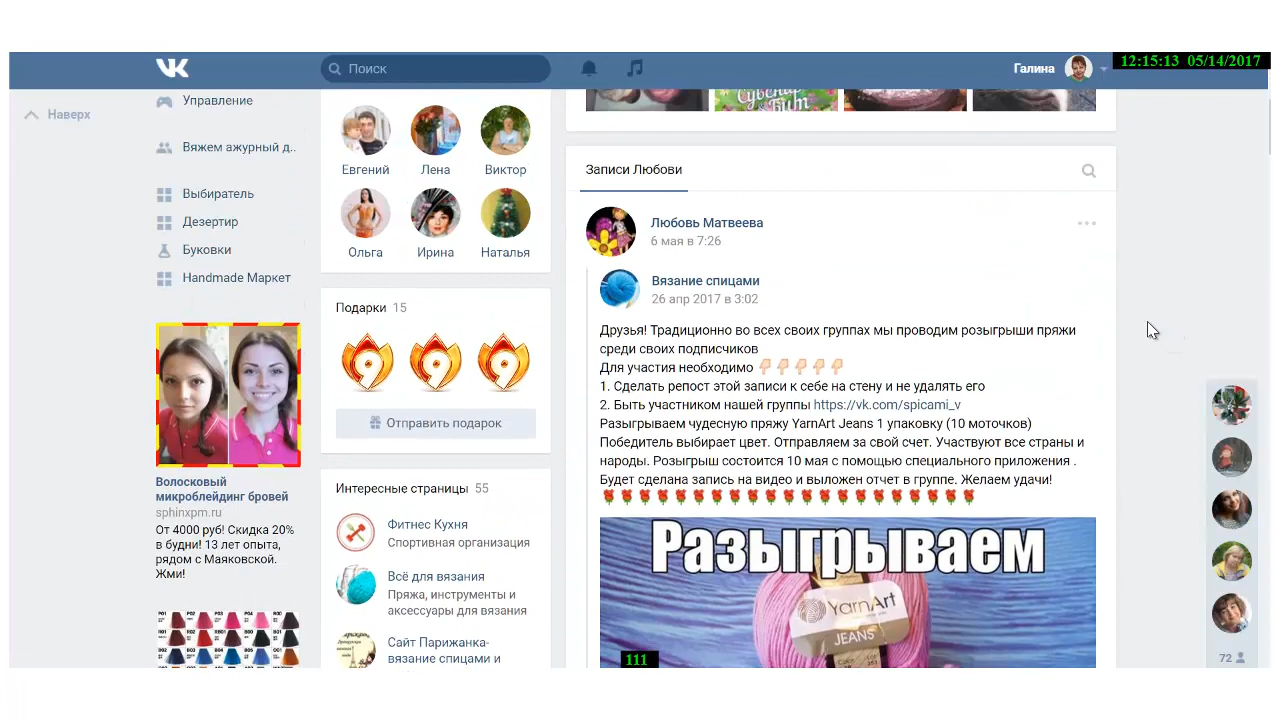 VK
Поиск
Галина
12:15:13 05/14/2017
Наверх
Управление
Вяжем ажурный д..
Выбиратель
Дезертир
Буковки
Handmade Маркет
Волосковый
микроблейдинг бровей
sphinxpm.ru
От 4000 руб! Скидка 20%
в будни! 13 лет опыта,
рядом с Маяковской.
Жми!
Евгений
Лена
Виктор
Ольга
Ирина
Наталья
Подарки 15
Отправить подарок
Интересные страницы 55
Фитнес Кухня
Спортивная организация
Всё для вязания
Пряжа, инструменты и
аксессуары для вязания
Сайт Парижанка-
вязание спицами и
Сувенир
Бит
Записи Любови
Любовь Матвеева
6 мая в 7:26
Вязание спицами
26 апр 2017 в 3:02
Друзья! Традиционно во всех своих группах мы проводим розыгрыши пряжи
среди своих подписчиков
Для участия необходимо 👇🏻👇🏻👇🏻👇🏻👇🏻
1. Сделать репост этой записи к себе на стену и не удалять его
2. Быть участником нашей группы https://vk.com/spicami_v
Разыгрываем чудесную пряжу YarnArt Jeans 1 упаковку (10 моточков)
Победитель выбирает цвет. Отправляем за свой счет. Участвуют все страны и
народы. Розыгрыш состоится 10 мая с помощью специального приложения .
Будет сделана запись на видео и выложен отчет в группе. Желаем удачи!
Разыгрываем
YarnArt
JEANS
111
72